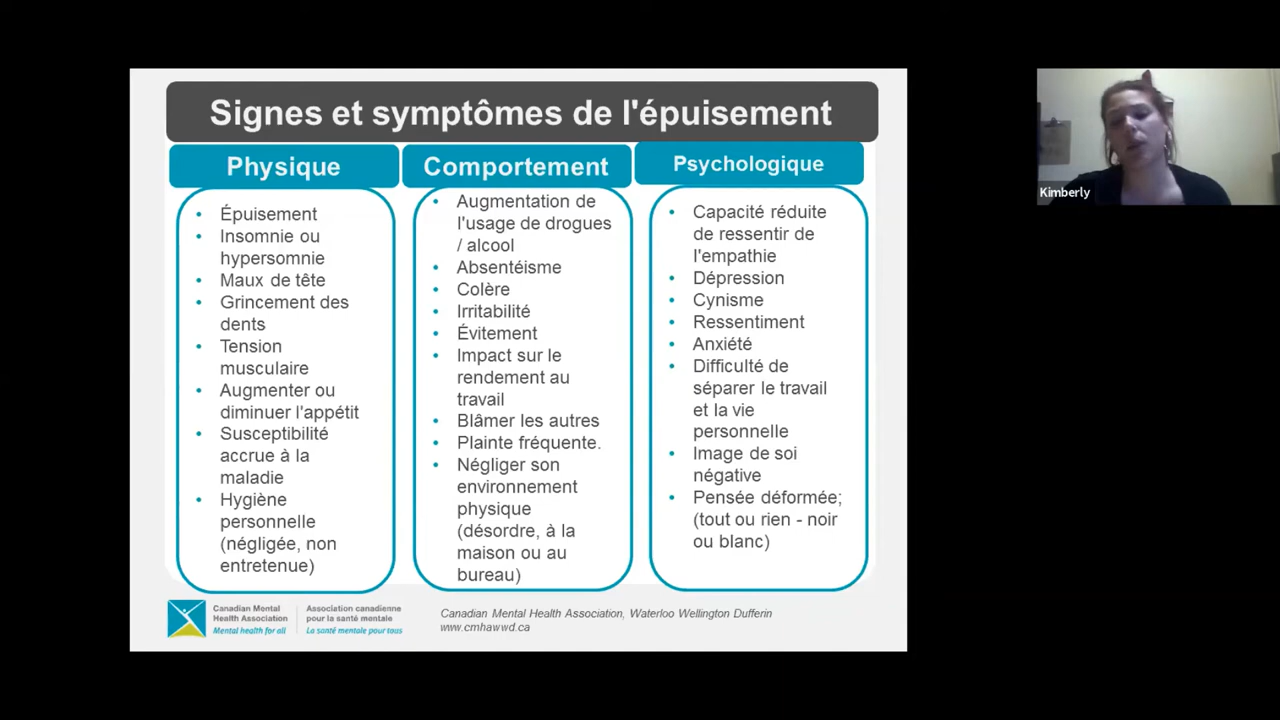 Signes et symptômes de l'épuisement
Physique
Épuisement
Insomnie ou
hypersomnie
Maux de tête
Grincement des
dents
Tension
musculaire
Augmenter ou
diminuer l'appétit
Susceptibilité
accrue à la
maladie
Hygiène
personnelle
(négligée, non
entretenue)
Comportement
Augmentation de
l'usage de drogues
/ alcool
Absentéisme
Colère
Irritabilité
Évitement
Impact sur le
rendement au
travail
Blâmer les autres
Plainte fréquente.
Négliger son
environnement
physique
(désordre, à la
maison ou au
bureau)
Psychologique
Capacité réduite
de ressentir de
l'empathie
Dépression
Cynisme
Ressentiment
Anxiété
Difficulté de
séparer le travail
et la vie
personnelle
Image de soi
négative
Pensée déformée;
(tout ou rien - noir
ou blanc)
Canadian Mental
Health Association
Mental health for all
Association canadienne
pour la santé mentale
La santé mentale pour tous
Canadian Mental Health Association, Waterloo Wellington Dufferin
www.cmhawwd.ca
Kimberly